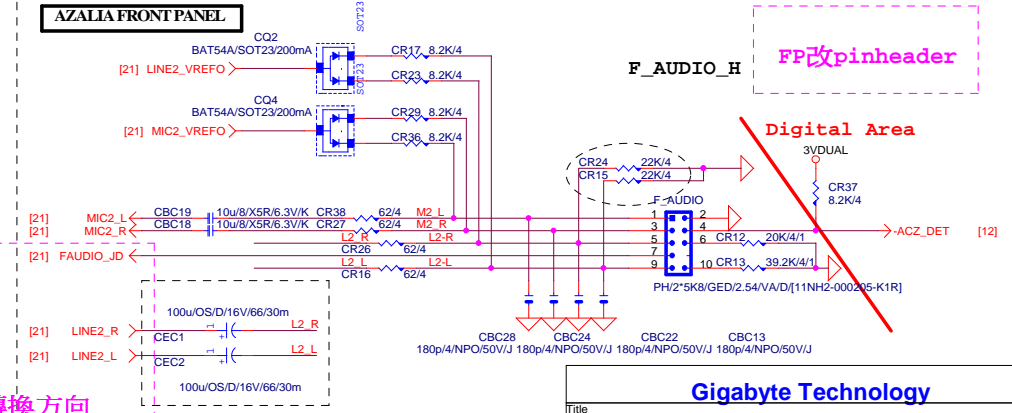 AZALIA FRONT PANEL
SOT23
CQ2
BAT54A/SOT23/200mA
CR17 8.2K/4
[21] LINE2_VREFO
CR23 8.2K/4
SOT23
F_AUDIO_H
FP改pinheader
CQ4
BAT54A/SOT23/200mA
CR29 8.2K/4
[21] MIC2_VREFO
CR36 8.2K/4
Digital Area
3VDUAL
CR24 22K/4
CR15 22K/4
CR37
8.2K/4
F_AUDIO
[21] MIC2_L CBC19 10u/8/X5R/6.3V/K CR38 62/4 M2_L 1 2
[21] MIC2_R CBC18 10u/8/X5R/6.3V/K CR27 62/4 M2_R 3 4
-ACZ_DET [12]
L2_R L2-R 5 6 CR12 20K/4/1
[21] FAUDIO_JD CR26 62/4 7
L2_L L2-L 9 10 CR13 39.2K/4/1
CR16 62/4
PH/2*5K8/GED/2.54/VA/D/[11NH2-000205-K1R]
100u/OS/D/16V/66/30m
[21] LINE2_R 1 + L2_R
CEC1
[21] LINE2_L 1 + L2_L
CEC2
100u/OS/D/16V/66/30m
CBC28 CBC24 CBC22 CBC13
180p/4/NPO/50V/J 180p/4/NPO/50V/J 180p/4/NPO/50V/J 180p/4/NPO/50V/J
Gigabyte Technology
Title
換方向